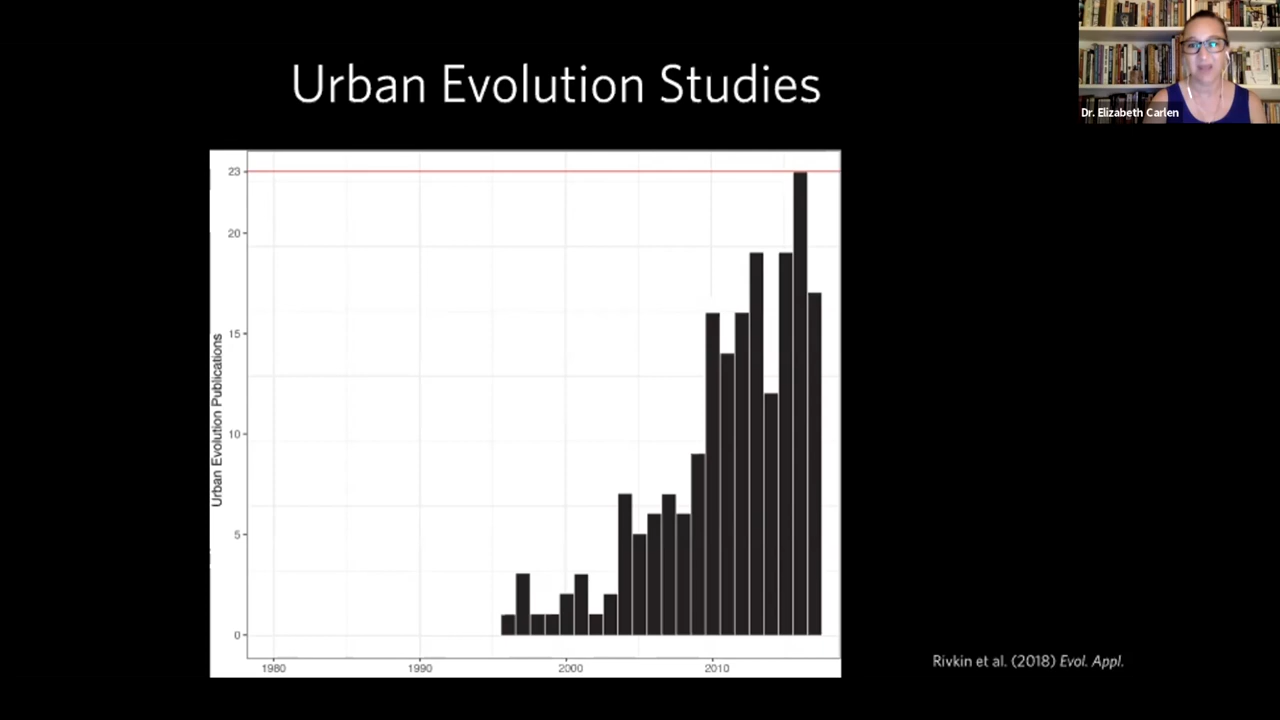 Urban Evolution Studies
Dr. Elizabeth Carlen
Urban Evolution Publications
23
20
15
10
5
0
1980
1990
2000
2010
Rivkin et al. (2018) Evol. Appl.